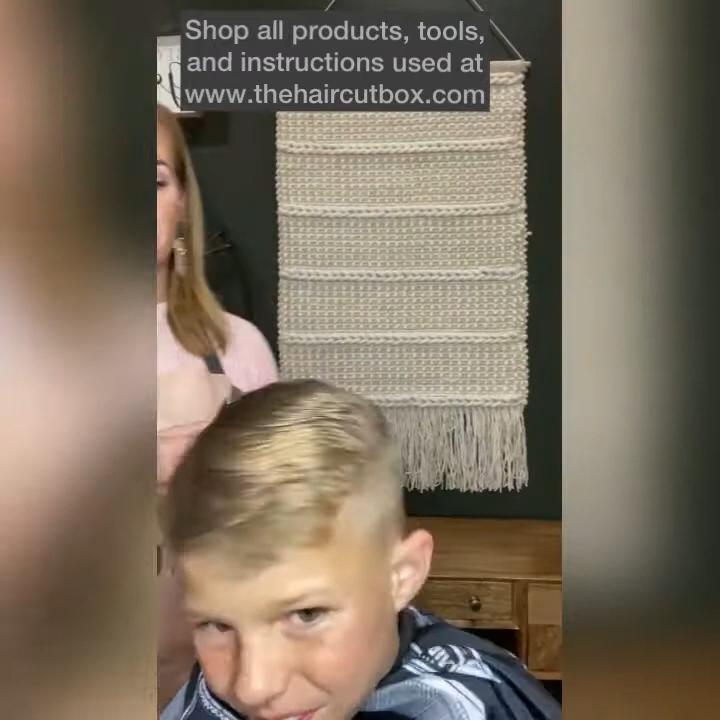 Shop all products, tools,
and instructions used at
www.thehaircutbox.com